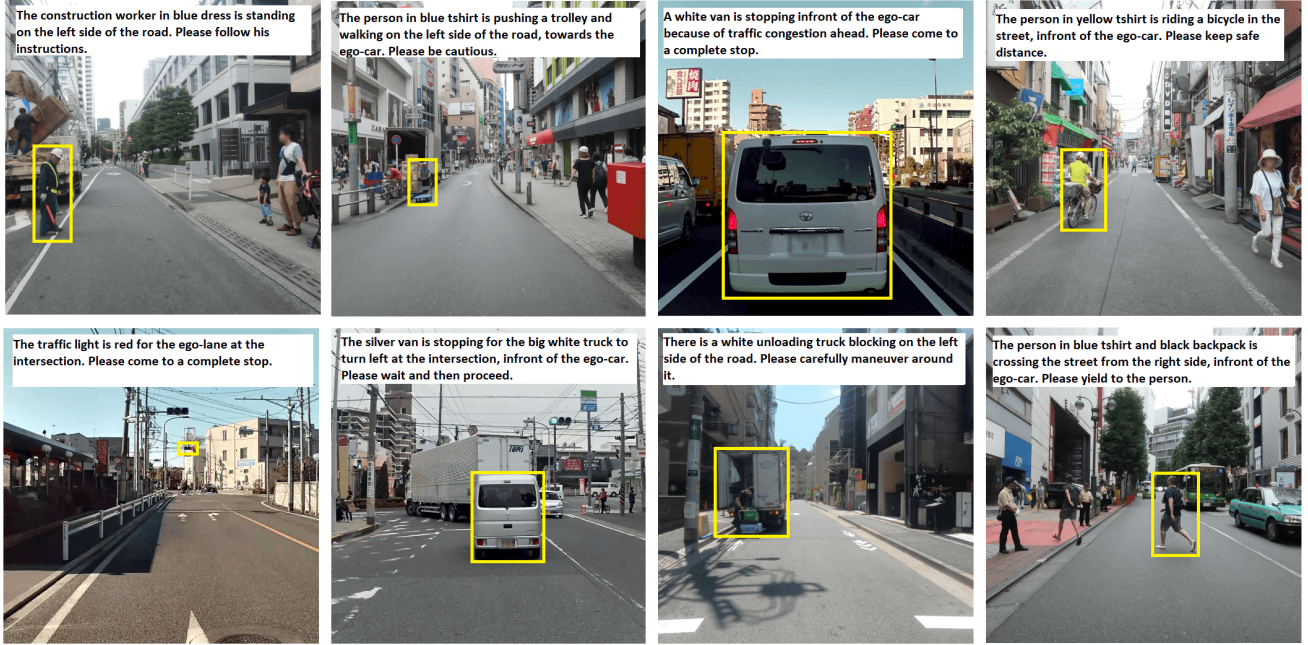 The construction worker in blue dress is standing
on the left side of the road. Please follow his
instructions.
The person in blue tshirt is pushing a trolley and
walking on the left side of the road, towards the
ego-car. Please be cautious.
A white van is stopping infront of the ego-car
because of traffic congestion ahead. Please come to
a complete stop.
The person in yellow tshirt is riding a bicycle in the
street, infront of the ego-car. Please keep safe
distance.
ZARA
焼肉
The traffic light is red for the ego-lane at the
intersection. Please come to a complete stop.
The silver van is stopping for the big white truck to
turn left at the intersection, infront of the ego-car.
Please wait and then proceed.
There is a white unloading truck blocking on the left
side of the road. Please carefully maneuver around
it.
The person in blue tshirt and black backpack is
crossing the street from the right side, infront of the
ego-car. Please yield to the person.